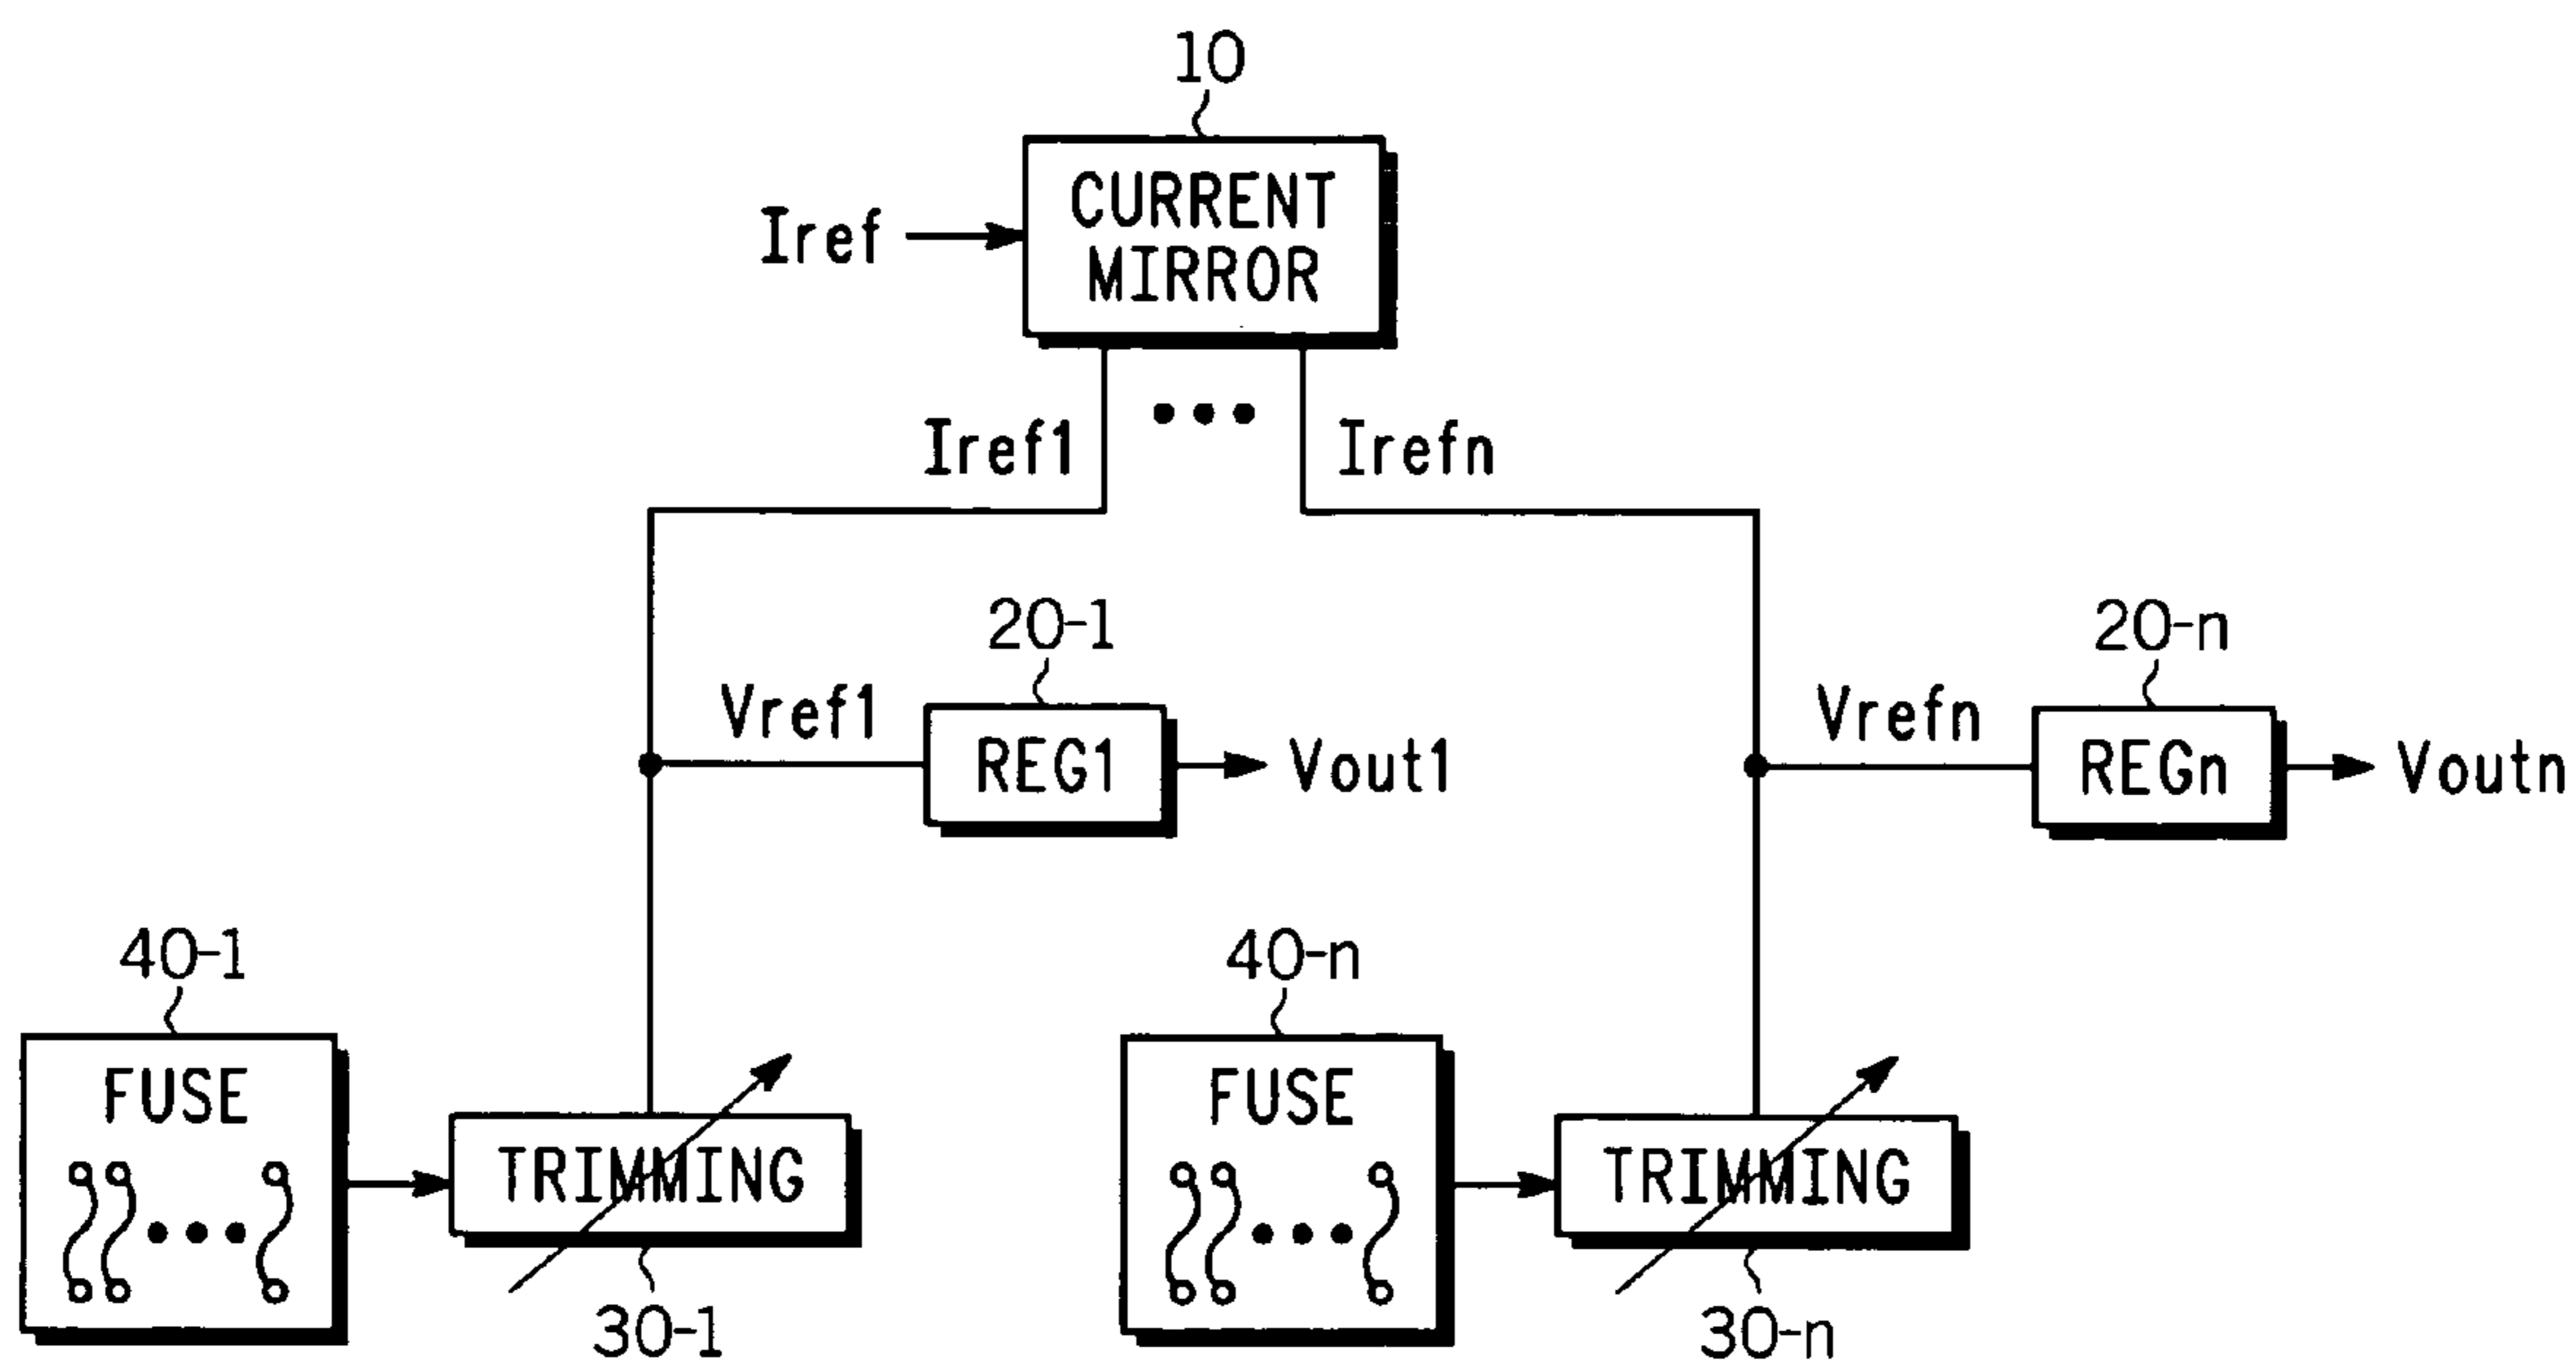 10
Iref
CURRENT
MIRROR
Iref1
Irefn
20-1
20-n
Vref1
REG1
Vout1
Vrefn
REGn
Voutn
40-1
40-n
FUSE
FUSE
TRIMMING
TRIMMING
30-1
30-n